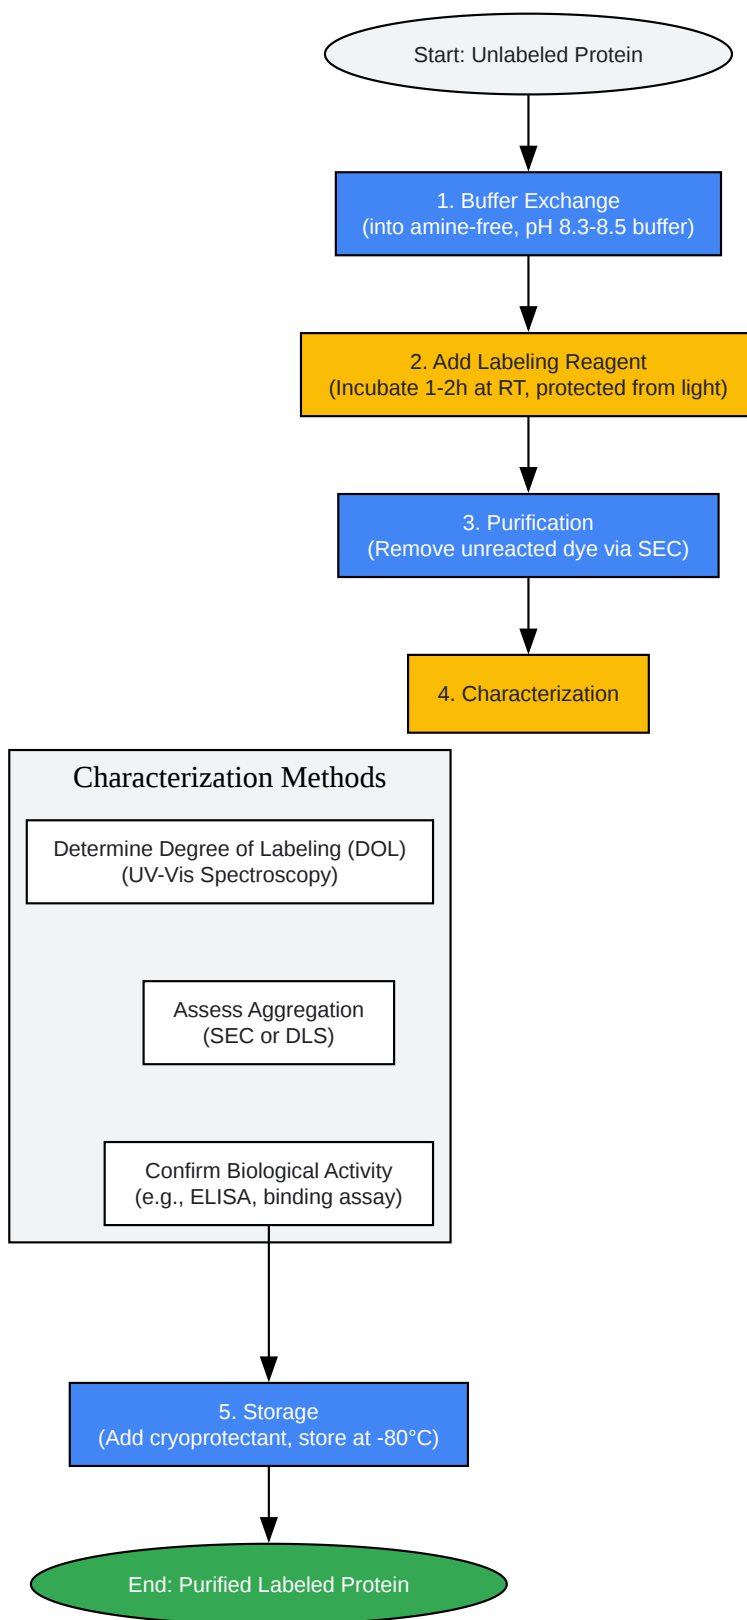 Start: Unlabeled Protein
1. Buffer Exchange
(into amine-free, pH 8.3-8.5 buffer)
2. Add Labeling Reagent
(Incubate 1-2h at RT, protected from light)
3. Purification
(Remove unreacted dye via SEC)
4. Characterization
Characterization Methods
Determine Degree of Labeling (DOL)
(UV-Vis Spectroscopy)
Assess Aggregation
(SEC or DLS)
Confirm Biological Activity
(e.g., ELISA, binding assay)
5. Storage
(Add cryoprotectant, store at -80°C)
End: Purified Labeled Protein